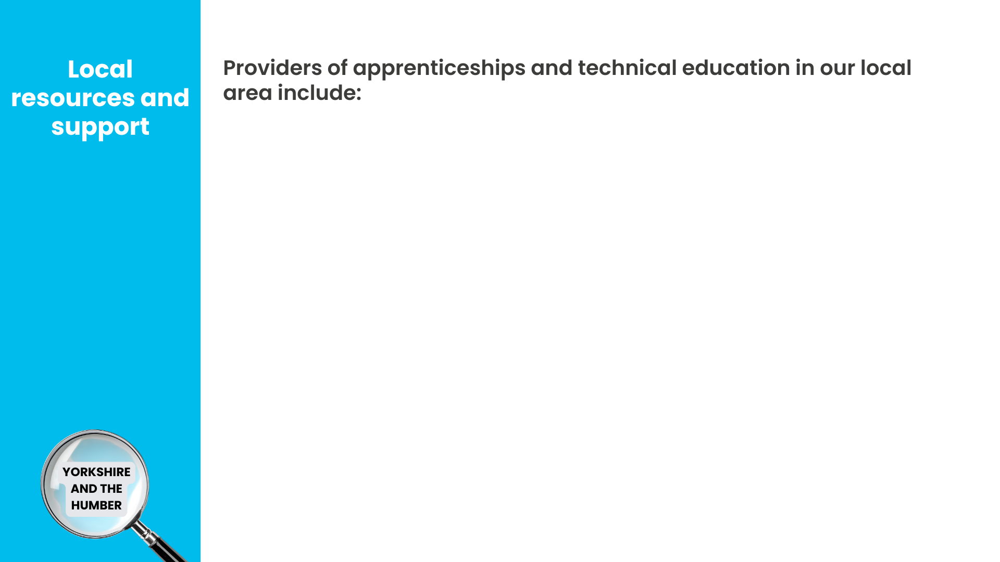 Local
resources and
support
Providers of apprenticeships and technical education in our local
area include:
YORKSHIRE
AND THE
HUMBER